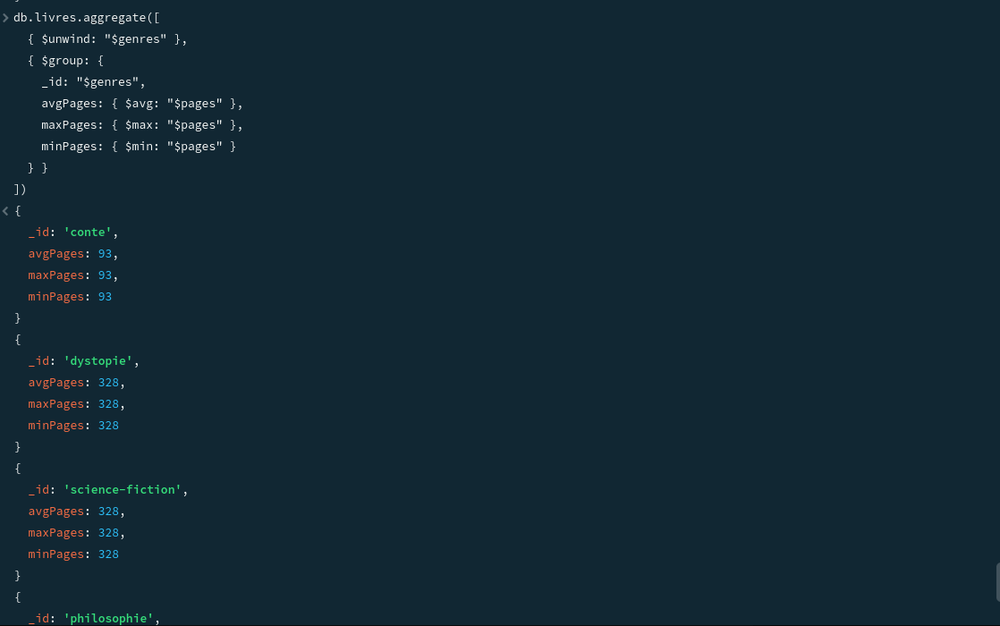 db.livres.aggregate([
{ $unwind: "$genres" },
{ $group: {
_id: "$genres",
avgPages: { $avg: "$pages" },
maxPages: { $max: "$pages" },
minPages: { $min: "$pages" }
} }
])
{
_id: 'conte',
avgPages: 93,
maxPages: 93,
minPages: 93
}
{
_id: 'dystopie',
avgPages: 328,
maxPages: 328,
minPages: 328
}
{
_id: 'science-fiction',
avgPages: 328,
maxPages: 328,
minPages: 328
}
{
_id: 'philosophie',